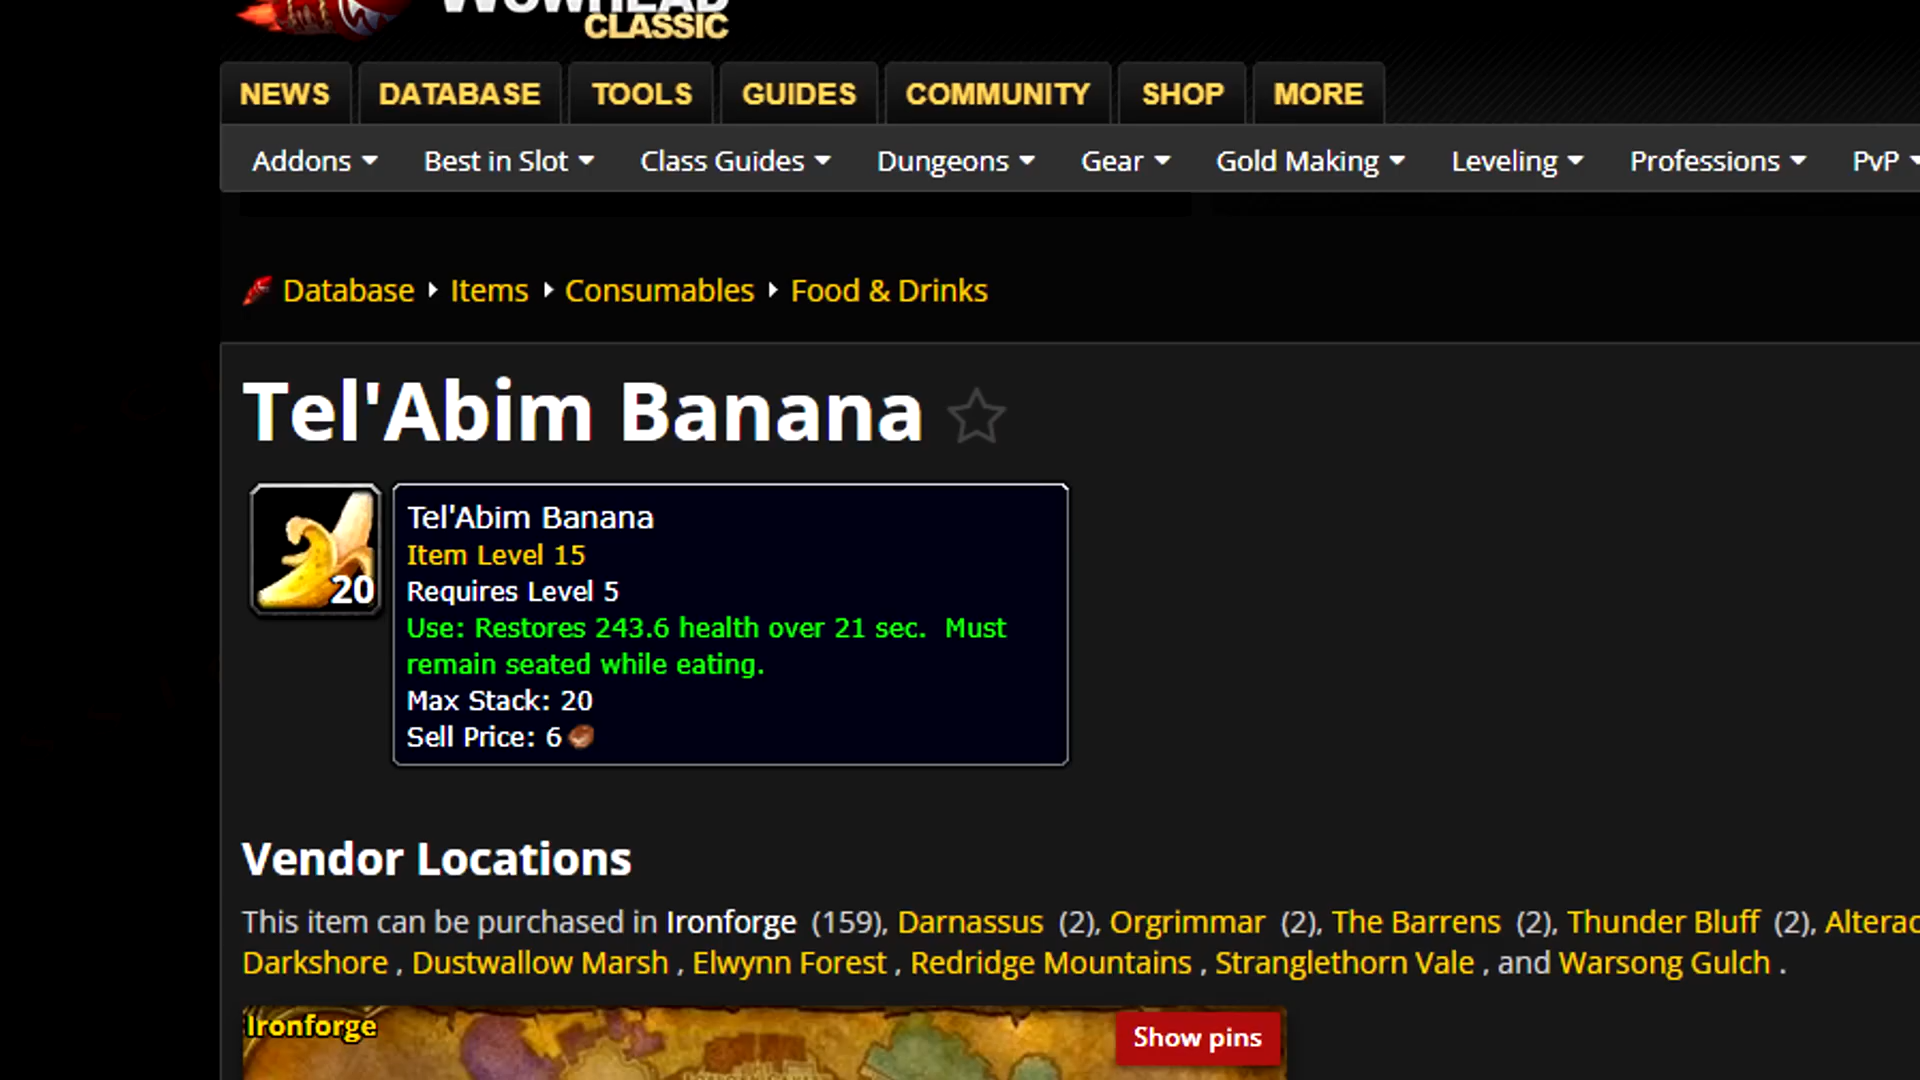 WOWHEAD
CLASSIC
NEWS DATABASE TOOLS GUIDES COMMUNITY SHOP MORE
Addons Best in Slot Class Guides Dungeons Gear Gold Making Leveling Professions PvP
Database Items Consumables Food & Drinks
Tel'Abim Banana
20
Tel'Abim Banana
Item Level 15
Requires Level 5
Use: Restores 243.6 health over 21 sec. Must
remain seated while eating.
Max Stack: 20
Sell Price: 6
Vendor Locations
This item can be purchased in Ironforge (159), Darnassus (2), Orgrimmar (2), The Barrens (2), Thunder Bluff (2), Alterac
Darkshore , Dustwallow Marsh , Elwynn Forest , Redridge Mountains , Stranglethorn Vale , and Warsong Gulch .
Ironforge
Show pins